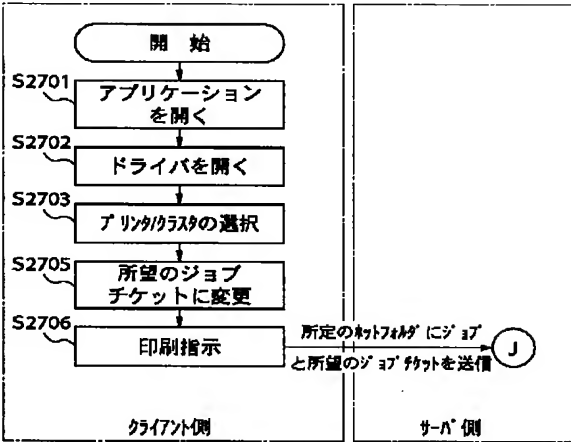 開 始
S2701
アプリケーション
を開く
S2702
ドライバを開く
S2703
プリンタ/クラスタの選択
S2705
所望のジョブ
チケットに変更
S2706
印刷指示
所定のホットフォルダにジョブ
と所望のジョブチケットを送信
J
クライアント側
サーバ側